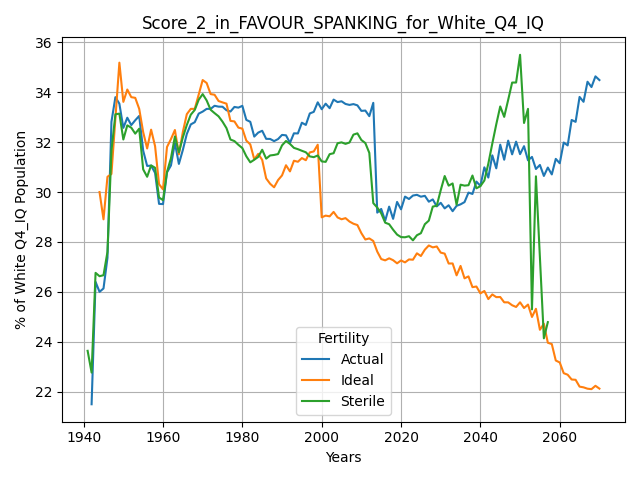 Score_2_in_FAVOUR_SPANKING_for_White_Q4_IQ
% of White Q4_IQ Population
36
34
32
30
28
26
24
22
Fertility
Actual
Ideal
Sterile
1940
1960
1980
2000
2020
2040
2060
Years